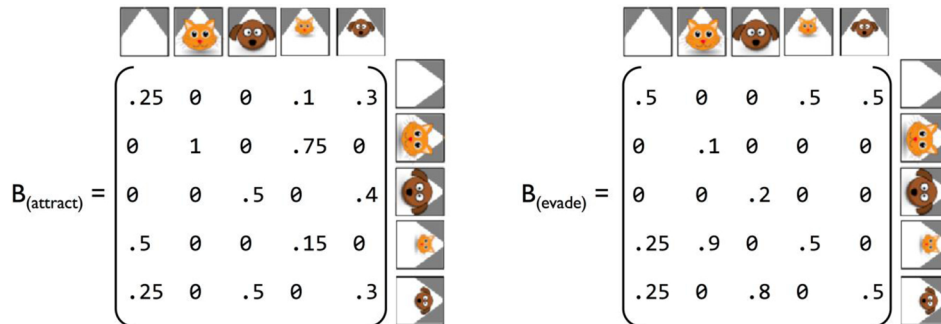 .25 0 0 .1 .3
0 1 0 .75 0
B(attract) = 0 0 .5 0 .4
.5 0 0 .15 0
.25 0 .5 0 .3
.5 0 0 .5 .5
0 .1 0 0 0
B(evade) = 0 0 .2 0 0
.25 .9 0 .5 0
.25 0 .8 0 .5